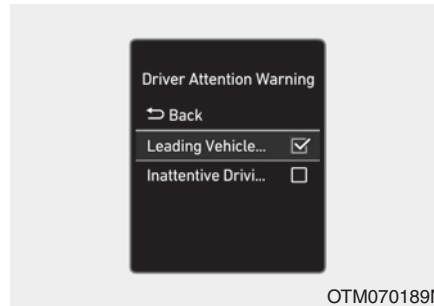 Driver Attention Warning
Back
Leading Vehicle...
Inattentive Drivi...
OTM070189N